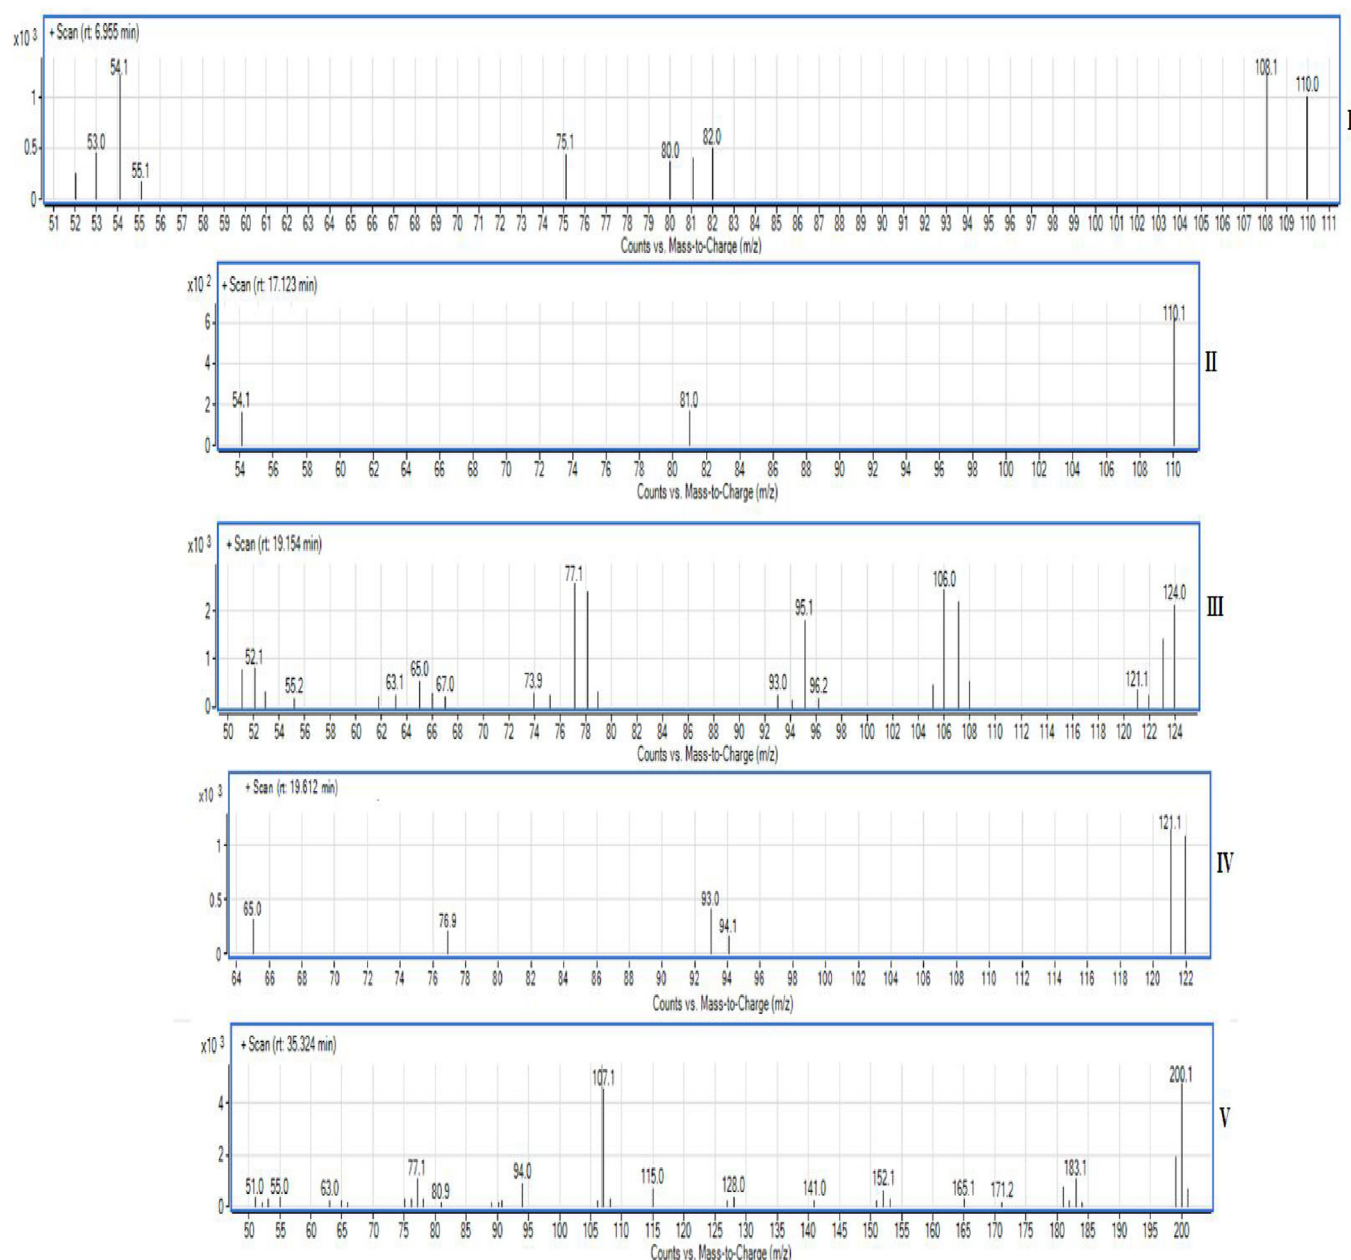 + Scan (rt: 6.955 min)
x10 3
54.1
108.1
110.0
1
I
53.0
75.1
80.0
82.0
0.5
55.1
0
51 52 53 54 55 56 57 58 59 60 61 62 63 64 65 66 67 68 69 70 71 72 73 74 75 76 77 78 79 80 81 82 83 84 85 86 87 88 89 90 91 92 93 94 95 96 97 98 99 100 101 102 103 104 105 106 107 108 109 110 111
Counts vs. Mass-to-Charge (m/z)
x10 2 + Scan (rt: 17.123 min)
110.1
6
II
4
54.1 81.0
2
0
54 56 58 60 62 64 66 68 70 72 74 76 78 80 82 84 86 88 90 92 94 96 98 100 102 104 106 108 110
Counts vs. Mass-to-Charge (m/z)
x10 3 + Scan (rt: 19.154 min)
77.1 106.0
124.0
2 95.1 III
1 52.1
55.2 63.1 65.0 67.0 73.9 93.0 96.2 121.1
0
50 52 54 56 58 60 62 64 66 68 70 72 74 76 78 80 82 84 86 88 90 92 94 96 98 100 102 104 106 108 110 112 114 116 118 120 122 124
Counts vs. Mass-to-Charge (m/z)
x10 3 + Scan (rt: 19.612 min)
121.1
1
IV
0.5 93.0
65.0 76.9 94.1
0
64 66 68 70 72 74 76 78 80 82 84 86 88 90 92 94 96 98 100 102 104 106 108 110 112 114 116 118 120 122
Counts vs. Mass-to-Charge (m/z)
x10 3 + Scan (rt: 35.324 min)
107.1 200.1
4 V
2
77.1 94.0 115.0 183.1
51.0 55.0 63.0 80.9 128.0 141.0 152.1 165.1 171.2
0
50 55 60 65 70 75 80 85 90 95 100 105 110 115 120 125 130 135 140 145 150 155 160 165 170 175 180 185 190 195 200
Counts vs. Mass-to-Charge (m/z)